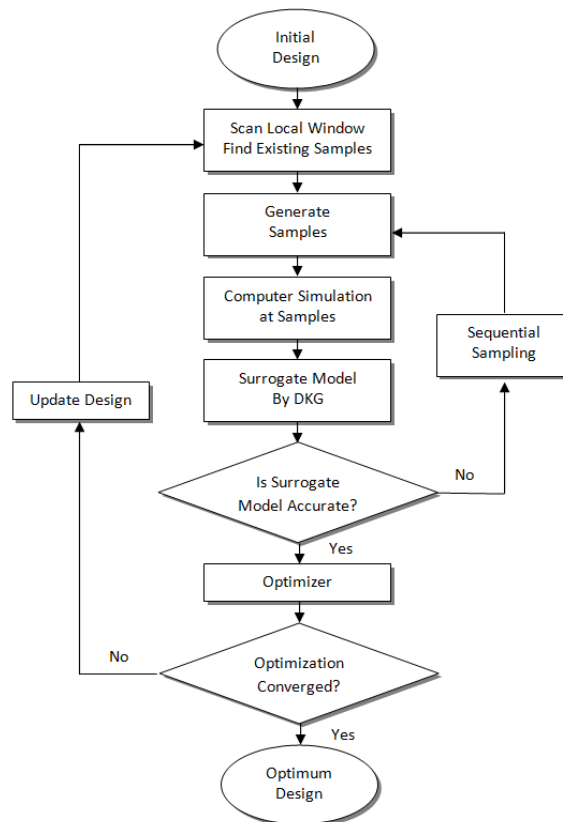 Initial
Design
Scan Local Window
Find Existing Samples
Generate
Samples
Computer Simulation
at Samples
Sequential
Sampling
Surrogate Model
By DKG
Update Design
No
Is Surrogate
Model Accurate?
Yes
Optimizer
No
Optimization
Converged?
Yes
Optimum
Design